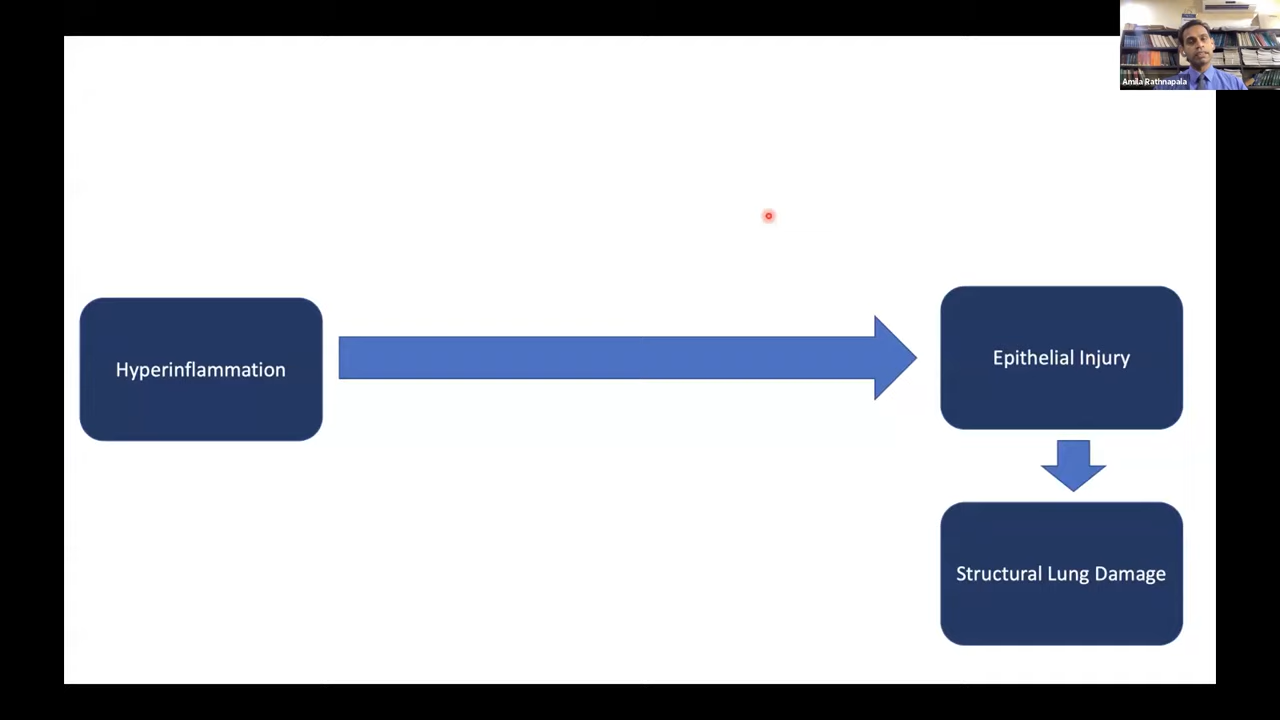 Amila Rathnapala
Hyperinflammation
Epithelial Injury
Structural Lung Damage